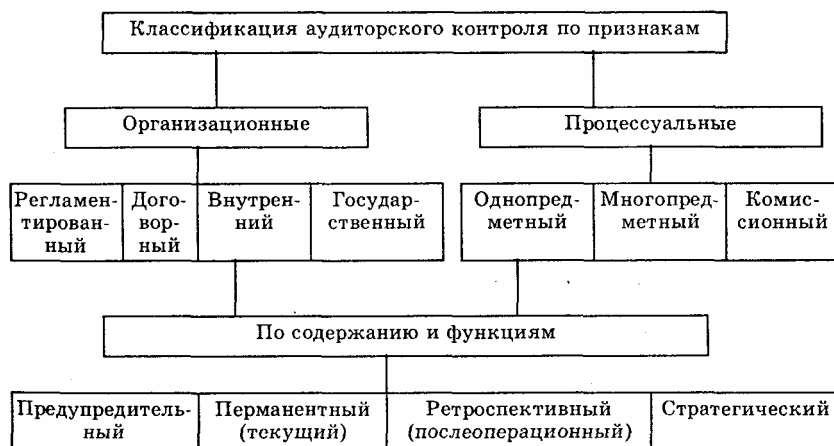 Классификация аудиторского контроля по признакам
Организационные
Процессуальные
Регламен-
тирован-
ный
Дого-
вор-
ный
Внутрен-
ний
Государ-
ственный
Однопред-
метный
Многопред-
метный
Комис-
сионный
По содержанию и функциям
Предупредитель-
ный
Перманентный
(текущий)
Ретроспективный
(послеоперационный)
Стратегический